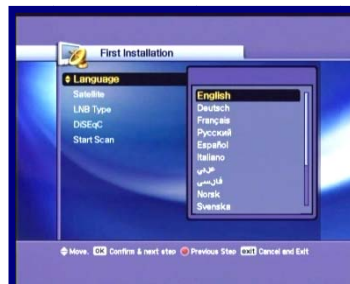 First Installation
Language
Satellite
LNB Type
DiSEqC
Start Scan
English
Deutsch
Français
Русский
Español
Italiano
عربي
فارسی
Norsk
Svenska
Move. OK Confirm & next step Previous Step exit Cancel and Exit